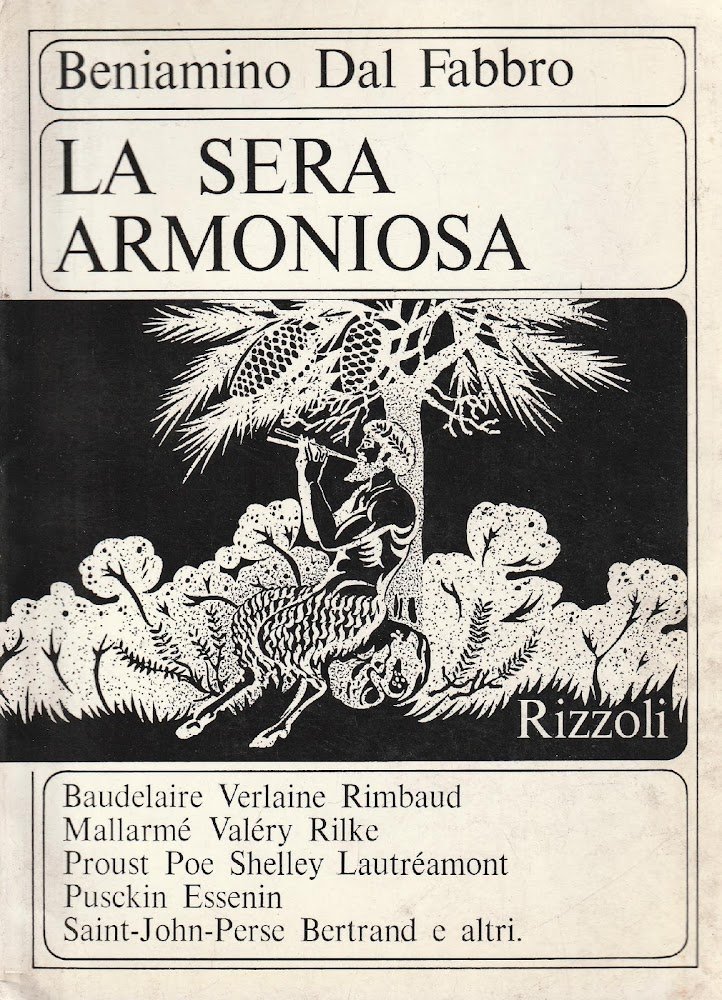 Beniamino Dal Fabbro
LA SERA
ARMONIOSA
Rizzoli
Baudelaire Verlaine Rimbaud
Mallarmé Valéry Rilke
Proust Poe Shelley Lautréamont
Pusckin Essenin
Saint-John-Perse Bertrand e altri.